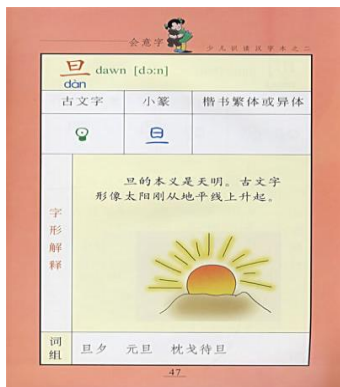 会意字
少儿识读汉字本之二
旦 dawn [dɔ:n]
dàn
古文字 小篆 楷书繁体或异体
旦
旦的本义是天明。古文字
形像太阳刚从地平线上升起。
字形解释
词组 旦夕 元旦 枕戈待旦
47